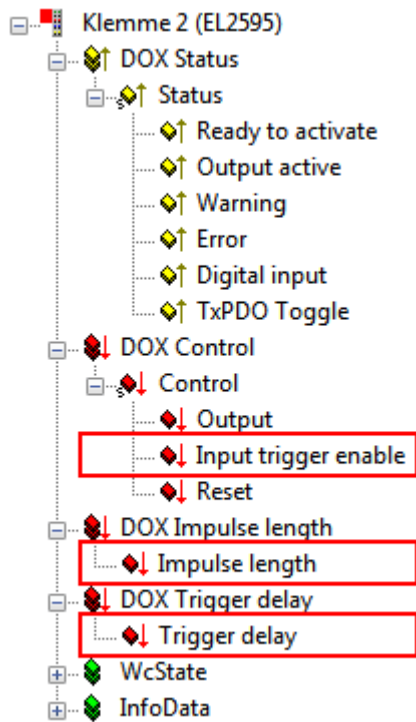 Klemme 2 (EL2595)
DOX Status
Status
Ready to activate
Output active
Warning
Error
Digital input
TxPDO Toggle
DOX Control
Control
Output
Input trigger enable
Reset
DOX Impulse length
Impulse length
DOX Trigger delay
Trigger delay
WcState
InfoData